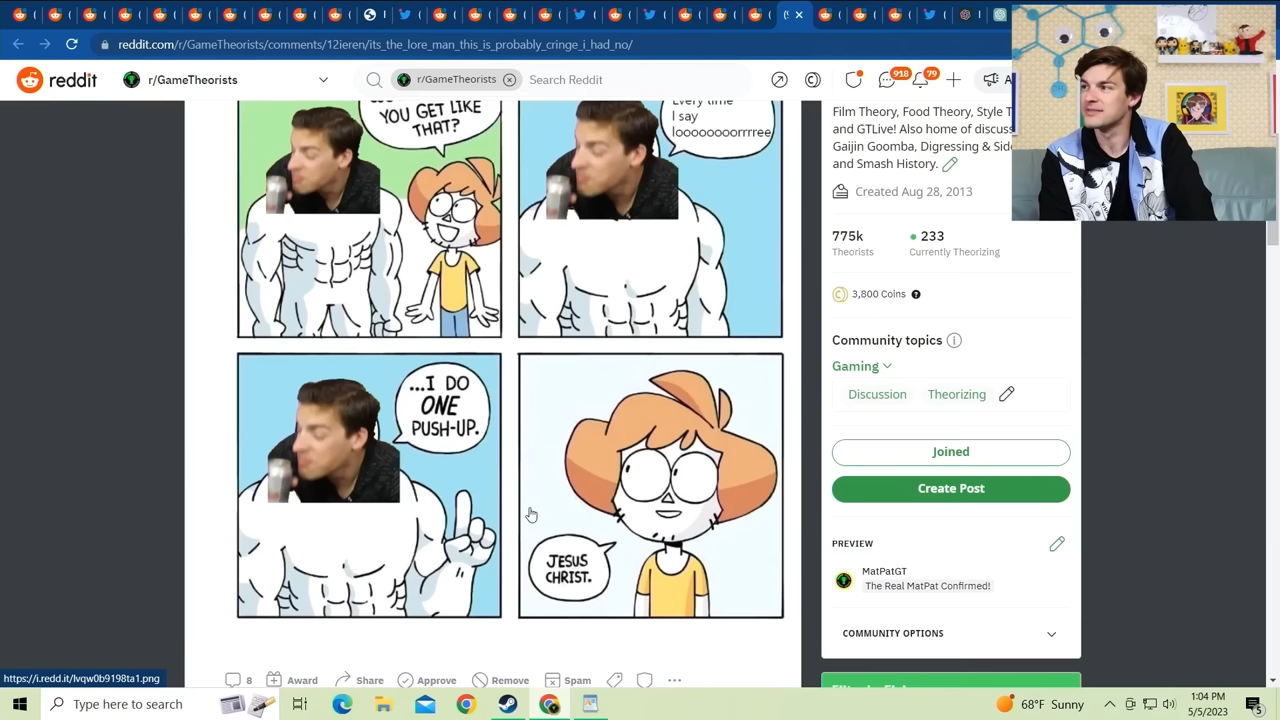 reddit.com/r/GameTheorists/comments/12ieren/its_the_lore_man_this_is_probably_cringe_i_had_no/
reddit
r/GameTheorists
r/GameTheorists
Search Reddit
918
79
YOU GET LIKE
THAT?
Every time
I say
looooooooorrrree
...I DO
ONE
PUSH-UP.
JESUS
CHRIST.
8
Award
Share
Approve
Remove
Spam
Film Theory, Food Theory, Style T
and GTLive! Also home of discuss
Gaijin Goomba, Digressing & Side
and Smash History.
Created Aug 28, 2013
775k
233
Theorists
Currently Theorizing
3,800 Coins
Community topics
Gaming
Discussion
Theorizing
Joined
Create Post
PREVIEW
MatPatGT
The Real MatPat Confirmed!
COMMUNITY OPTIONS
https://i.redd.it/lvqw0b9198ta1.png
Type here to search
68°F Sunny
1:04 PM
5/5/2023
5